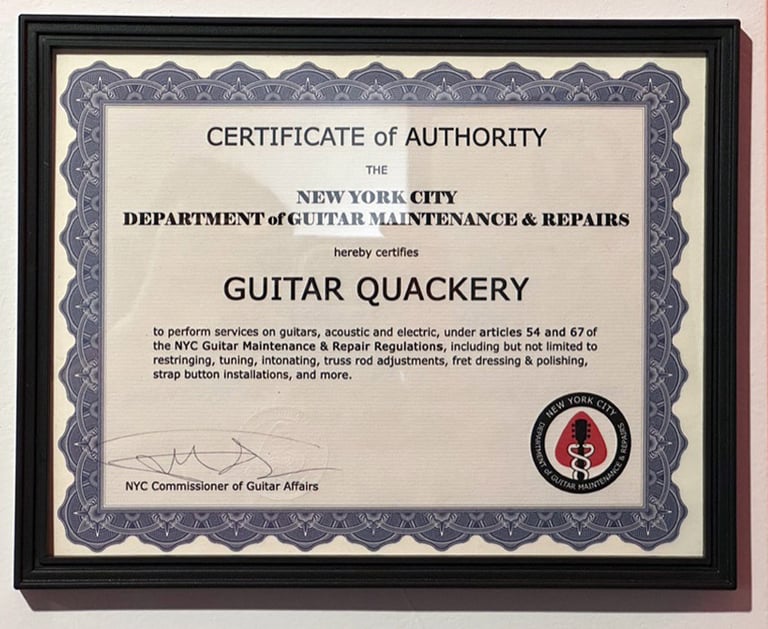 CERTIFICATE of AUTHORITY
THE
NEW YORK CITY
DEPARTMENT of GUITAR MAINTENANCE & REPAIRS
hereby certifies
GUITAR QUACKERY
to perform services on guitars, acoustic and electric, under articles 54 and 67 of
the NYC Guitar Maintenance & Repair Regulations, including but not limited to
restringing, tuning, intonating, truss rod adjustments, fret dressing & polishing,
strap button installations, and more.
NYC Commissioner of Guitar Affairs
NEW YORK CITY
DEPARTMENT of GUITAR MAINTENANCE & REPAIRS